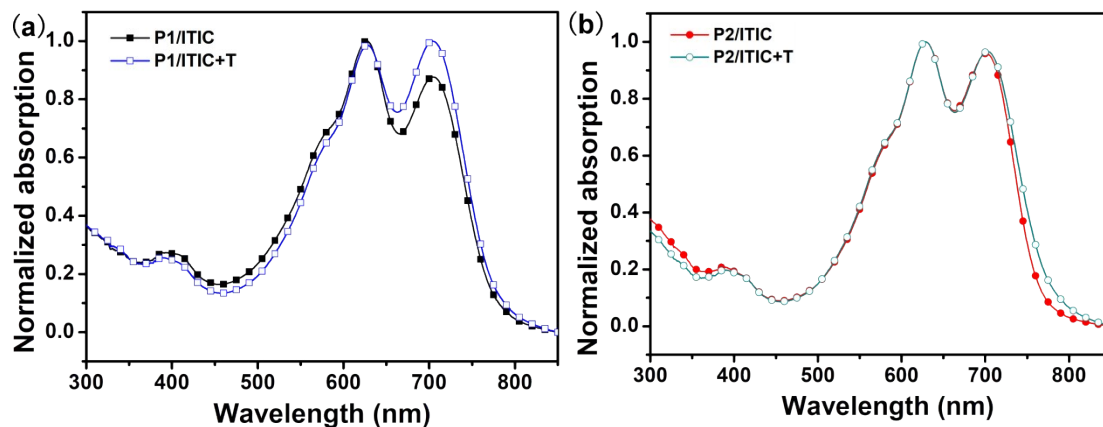 (a)
P1/ITIC
P1/ITIC+T
Normalized absorption
1.0
0.8
0.6
0.4
0.2
0.0
300 400 500 600 700 800
Wavelength (nm)
(b)
P2/ITIC
P2/ITIC+T
Normalized absorption
1.0
0.8
0.6
0.4
0.2
0.0
300 400 500 600 700 800
Wavelength (nm)